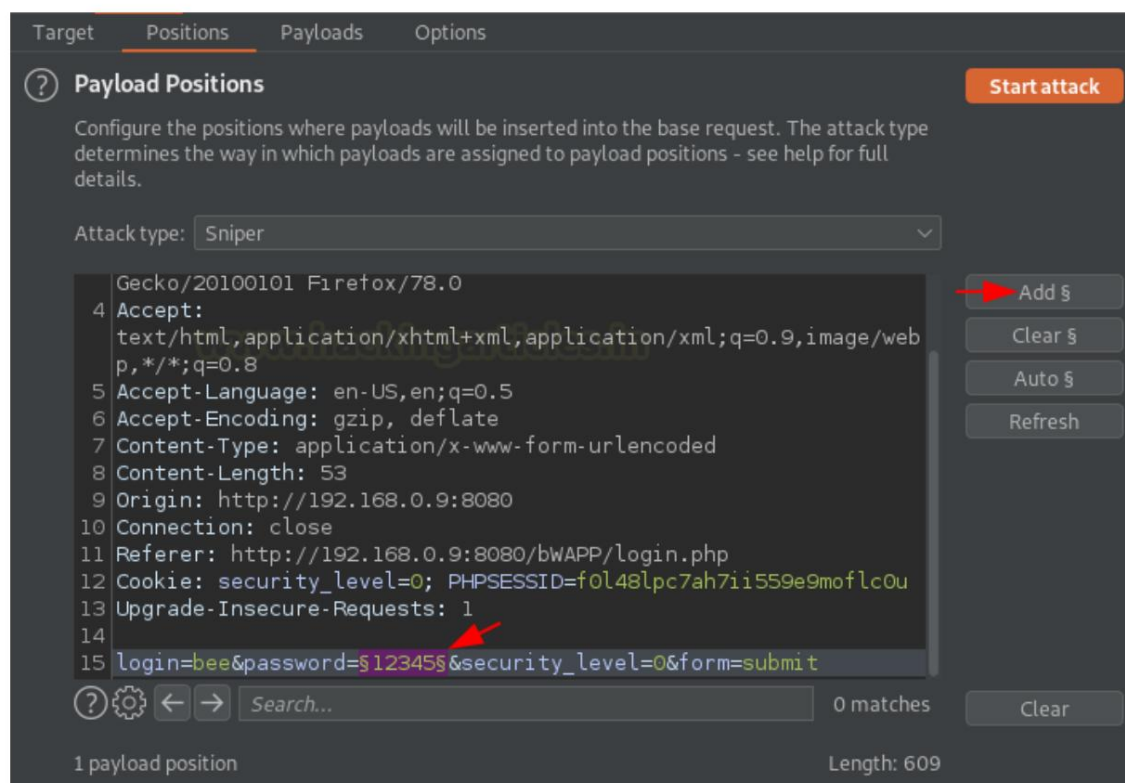 Target Positions Payloads Options
? Payload Positions
Start attack
Configure the positions where payloads will be inserted into the base request. The attack type
determines the way in which payloads are assigned to payload positions - see help for full
details.
Attack type: Sniper
Gecko/20100101 Firefox/78.0
4 Accept:
text/html,application/xhtml+xml,application/xml;q=0.9,image/web
p,*/*;q=0.8
5 Accept-Language: en-US,en;q=0.5
6 Accept-Encoding: gzip, deflate
7 Content-Type: application/x-www-form-urlencoded
8 Content-Length: 53
9 Origin: http://192.168.0.9:8080
10 Connection: close
11 Referer: http://192.168.0.9:8080/bWAPP/login.php
12 Cookie: security_level=0; PHPSESSID=f0l48lpc7ah7ii559e9moflc0u
13 Upgrade-Insecure-Requests: 1
14
15 login=bee&password=§12345§&security_level=0&form=submit
Add §
Clear §
Auto §
Refresh
? Search... 0 matches
Clear
1 payload position Length: 609